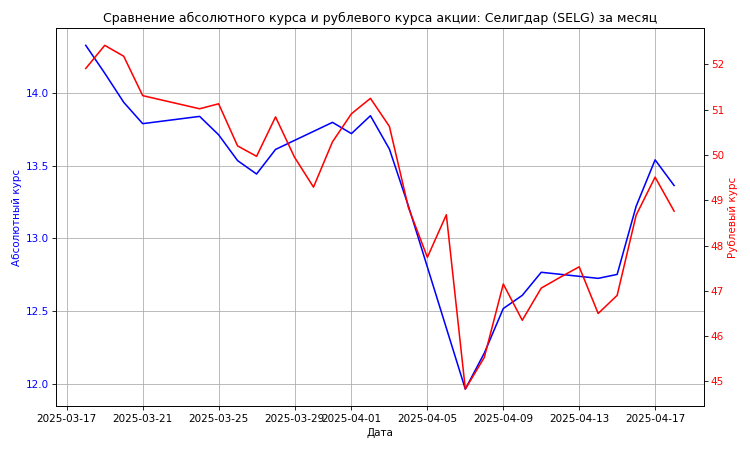 Сравнение абсолютного курса и рублевого курса акции: Селигдар (SELG) за месяц
Абсолютный курс
14.0
13.5
13.0
12.5
12.0
52
51
50
49
48
47
46
45
Рублевый курс
2025-03-17 2025-03-21 2025-03-25 2025-03-29 2025-04-01 2025-04-05 2025-04-09 2025-04-13 2025-04-17
Дата